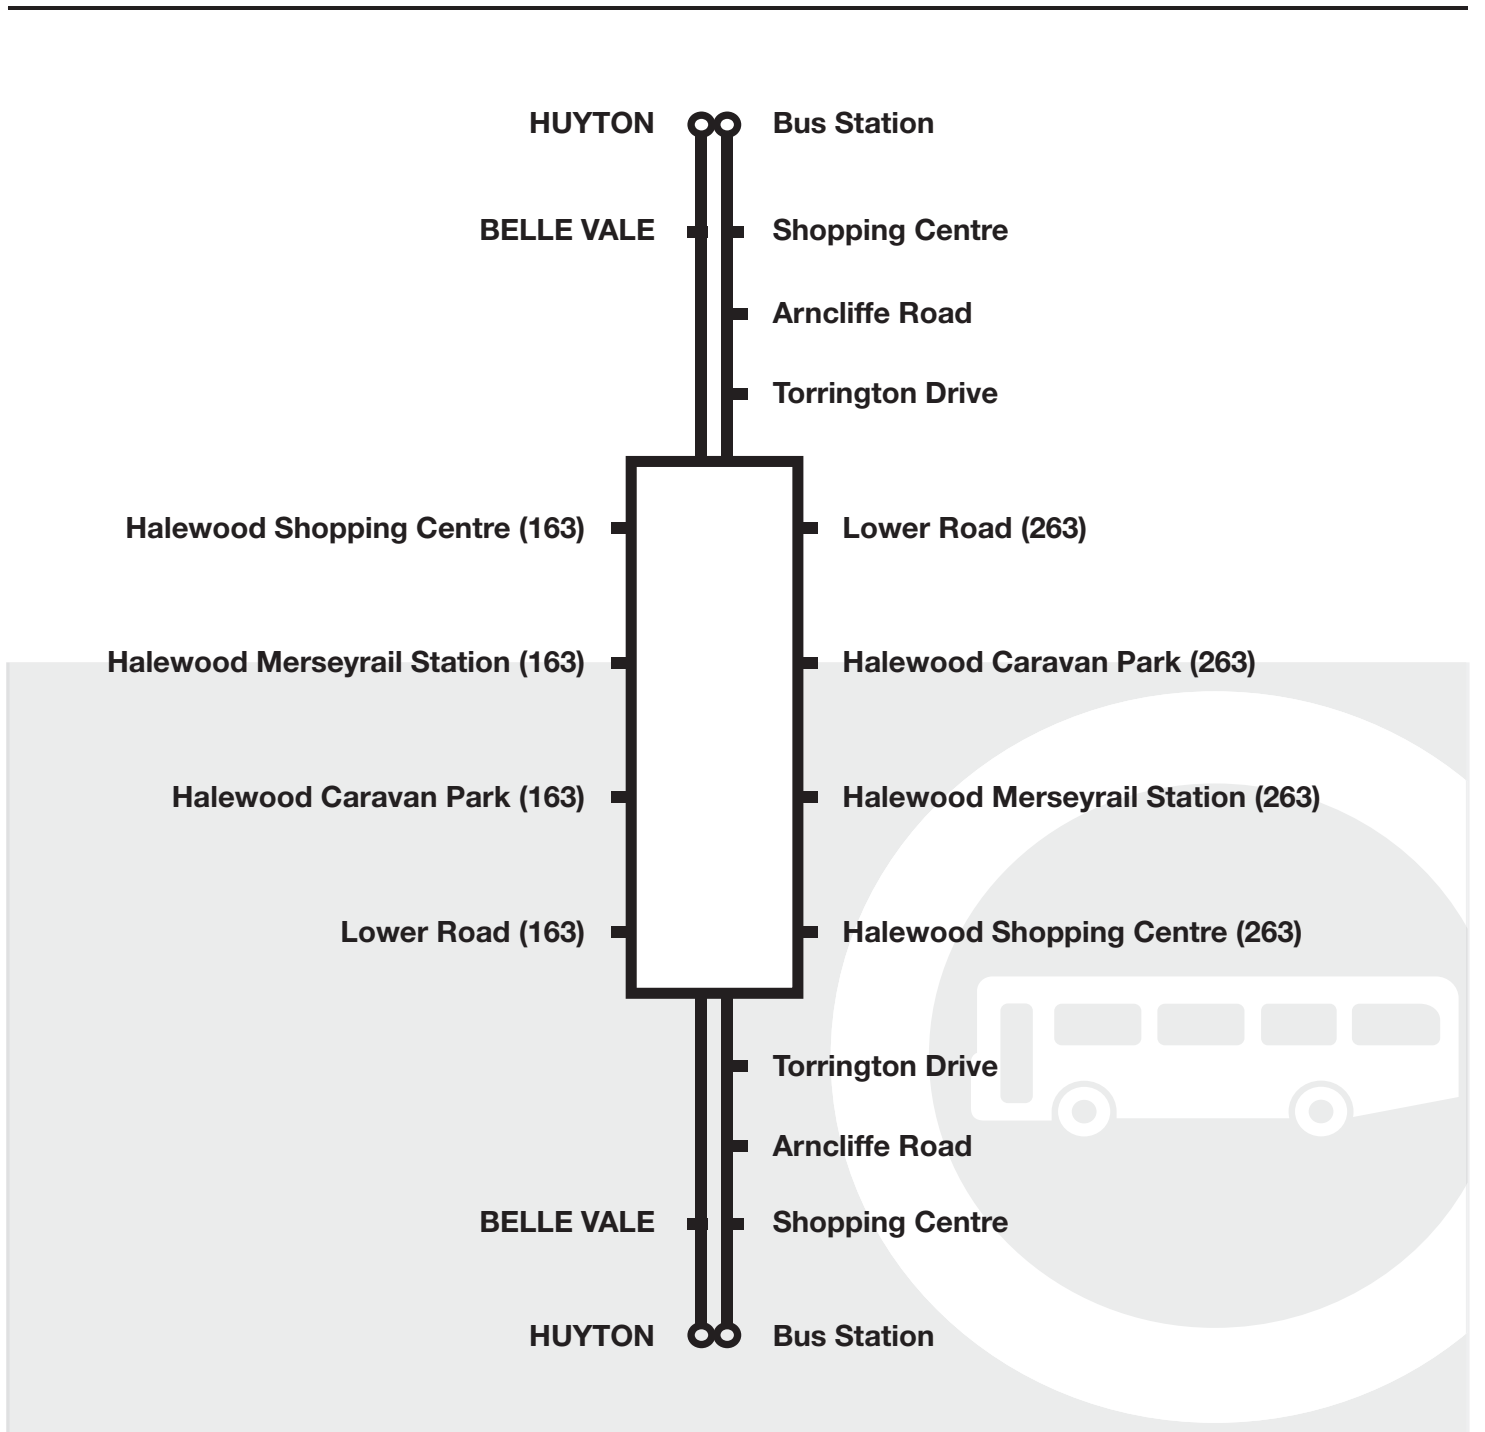 HUYTON Bus Station
BELLE VALE Shopping Centre
Arncliffe Road
Torrington Drive
Halewood Shopping Centre (163) Lower Road (263)
Halewood Merseyrail Station (163) Halewood Caravan Park (263)
Halewood Caravan Park (163) Halewood Merseyrail Station (263)
Lower Road (163) Halewood Shopping Centre (263)
Torrington Drive
Arncliffe Road
BELLE VALE Shopping Centre
HUYTON Bus Station